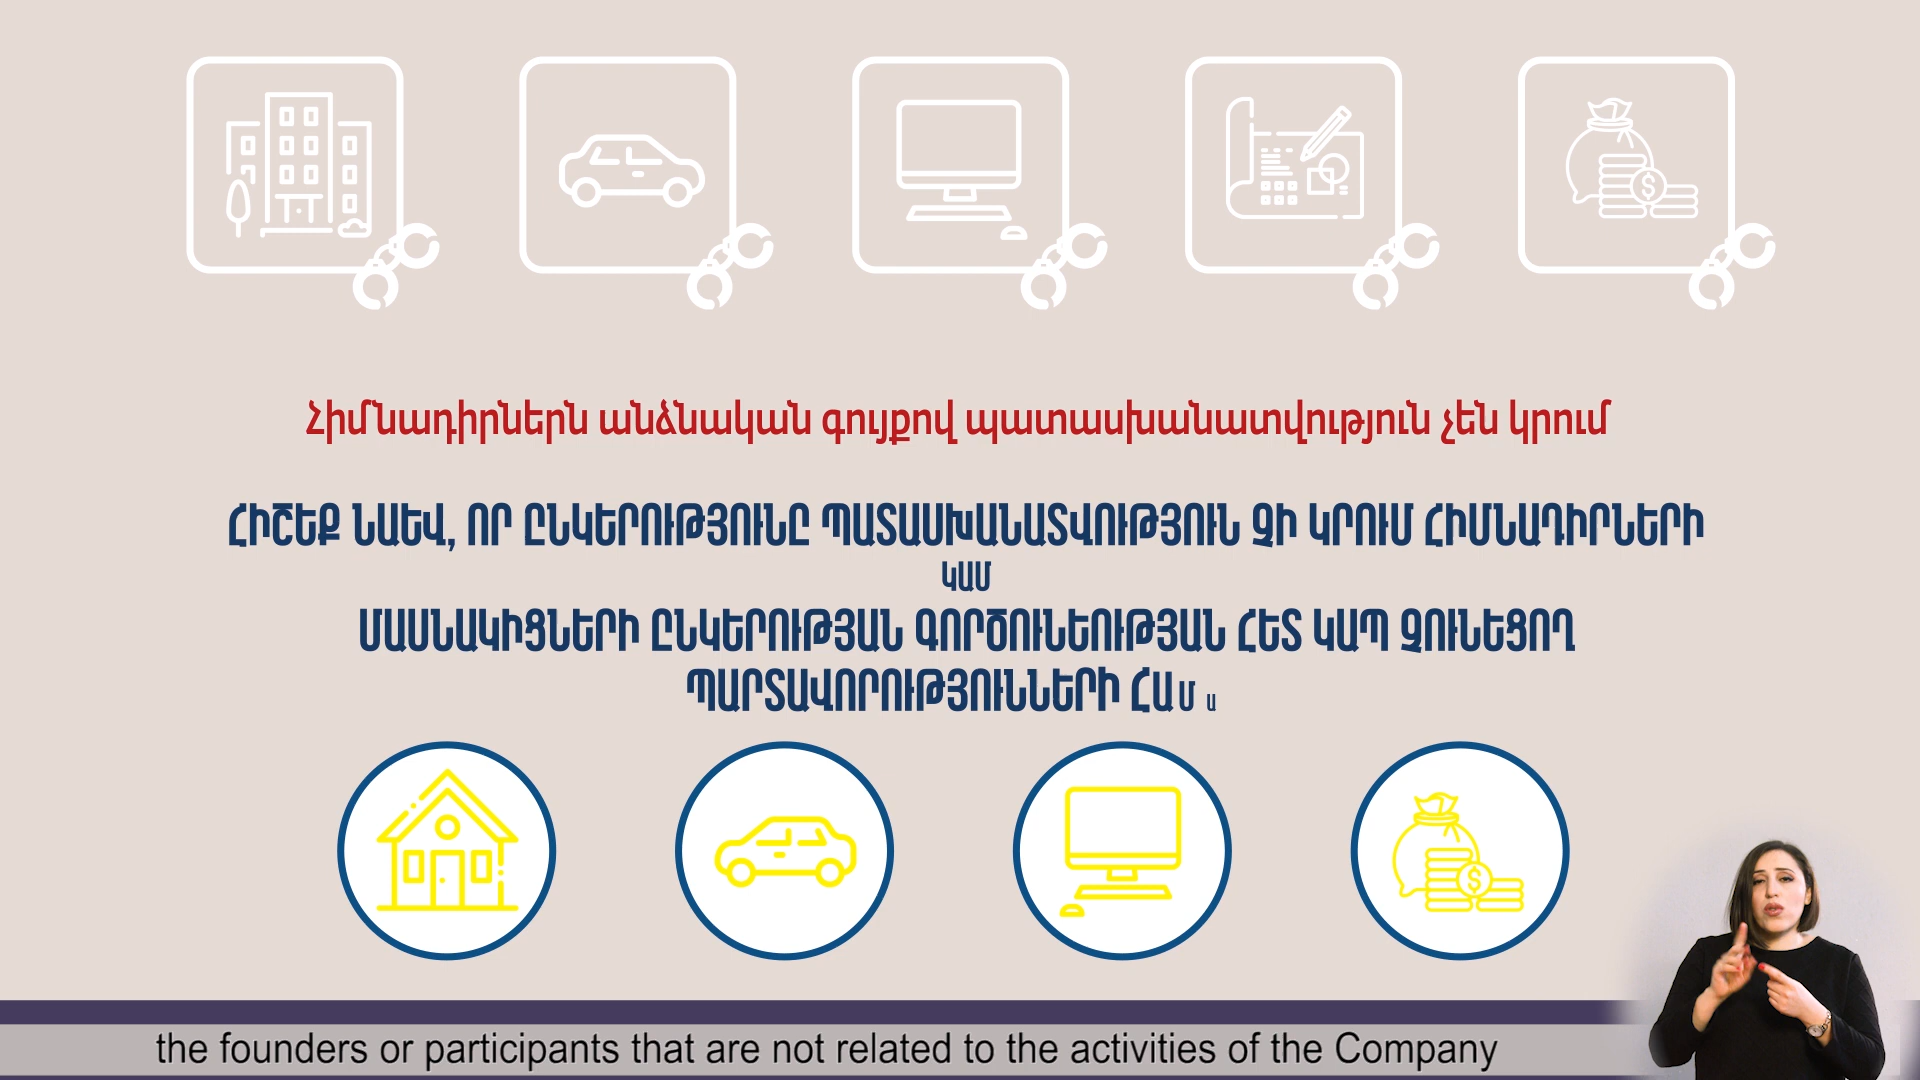 Հիմնադիրներն անձնական գույքով պատասխանատվություն չեն կրում
ՀԻՇԵՔ ՆԱԵՎ, ՈՐ ԸՆԿԵՐՈՒԹՅՈՒՆԸ ՊԱՏԱՍԽԱՆԱՏՎՈՒԹՅՈՒՆ ՉԻ ԿՐՈՒՄ ՀԻՄՆԱԴԻՐՆԵՐԻ
ԿԱՄ
ՄԱՍՆԱԿԻՑՆԵՐԻ ԸՆԿԵՐՈՒԹՅԱՆ ԳՈՐԾՈՒՆԵՈՒԹՅԱՆ ՀԵՏ ԿԱՊ ՉՈՒՆԵՑՈՂ
ՊԱՐՏԱՎՈՐՈՒԹՅՈՒՆՆԵՐԻ ՀԱՄԱ
the founders or participants that are not related to the activities of the Company